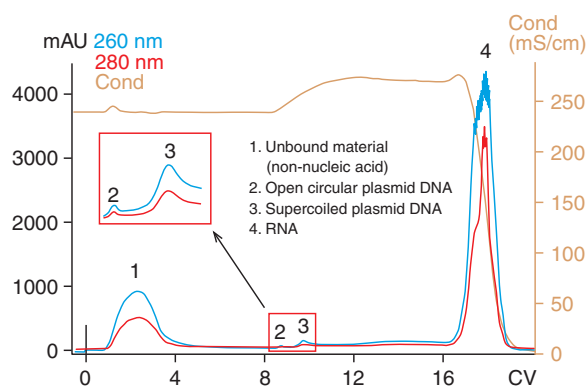 mAU 260 nm
280 nm
Cond
Cond
(mS/cm)
4
4000
250
3
2
1. Unbound material
(non-nucleic acid)
2. Open circular plasmid DNA
3. Supercoiled plasmid DNA
4. RNA
3000
200
2000
150
1000
100
1
50
2 3
0
0
0 4 8 12 16 CV